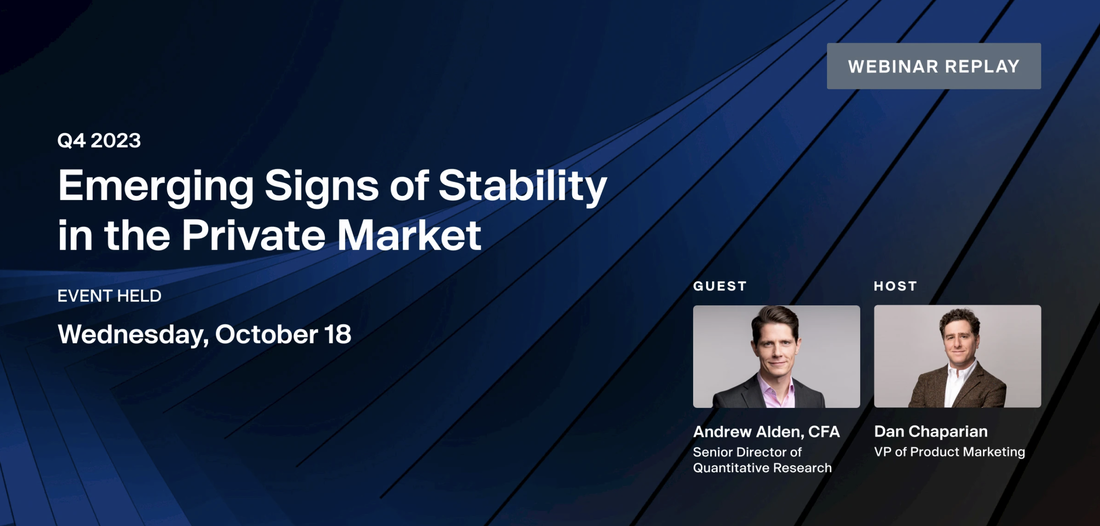 WEBINAR REPLAY
Q4 2023
Emerging Signs of Stability
in the Private Market
EVENT HELD
Wednesday, October 18
GUEST
Andrew Alden, CFA
Senior Director of
Quantitative Research
HOST
Dan Chaparian
VP of Product Marketing